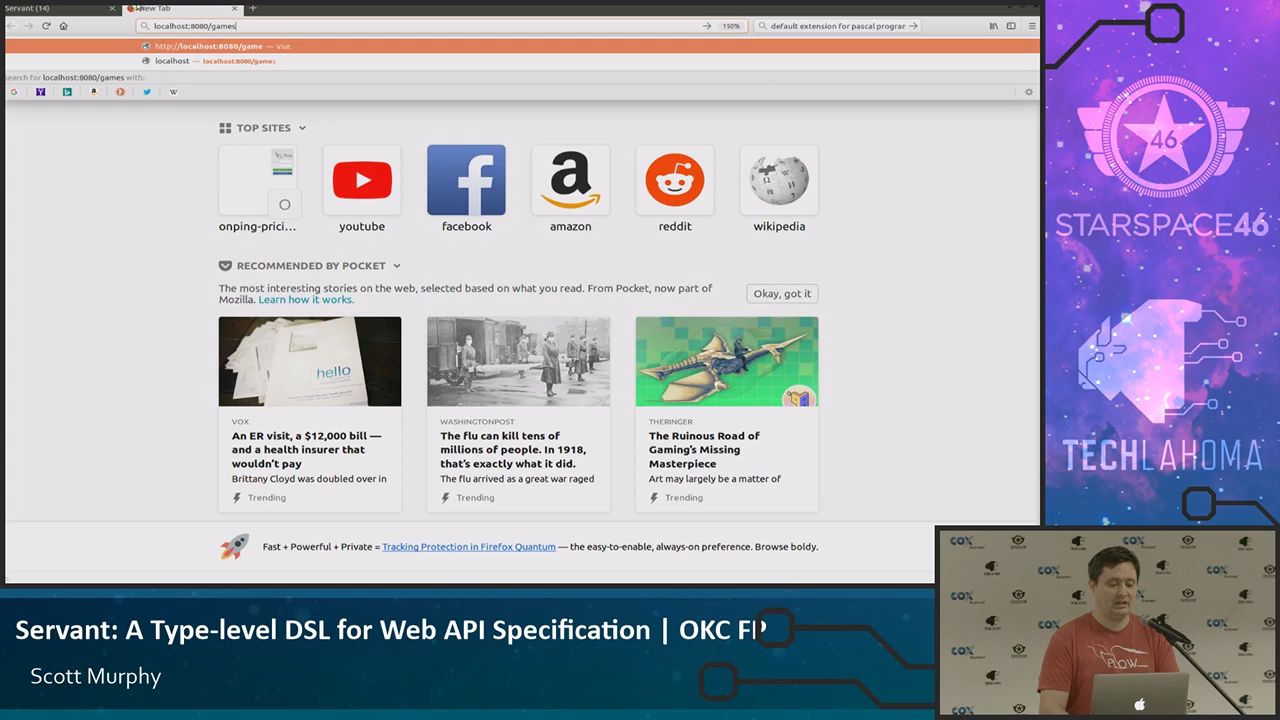 Servant (14)
New Tab
localhost:8080/games
150%
default extension for pascal prograr
http://localhost:8080/game — Visit
localhost — localhost:8080/games
Search for localhost:8080/games with:
TOP SITES
onping-prici...
youtube
facebook
amazon
reddit
wikipedia
RECOMMENDED BY POCKET
The most interesting stories on the web, selected based on what you read. From Pocket, now part of
Mozilla. Learn how it works.
Okay, got it
hello
VOX
An ER visit, a $12,000 bill —
and a health insurer that
wouldn't pay
Brittany Cloyd was doubled over in
Trending
WASHINGTONPOST
The flu can kill tens of
millions of people. In 1918,
that's exactly what it did.
The flu arrived as a great war raged
Trending
THERINGER
The Ruinous Road of
Gaming's Missing
Masterpiece
Art may largely be a matter of
Trending
Fast + Powerful + Private = Tracking Protection in Firefox Quantum — the easy-to-enable, always-on preference. Browse boldy.
46
STARSPACE46
TECHLAHOMA
COX
PLOW
Servant: A Type-level DSL for Web API Specification | OKC FP
Scott Murphy